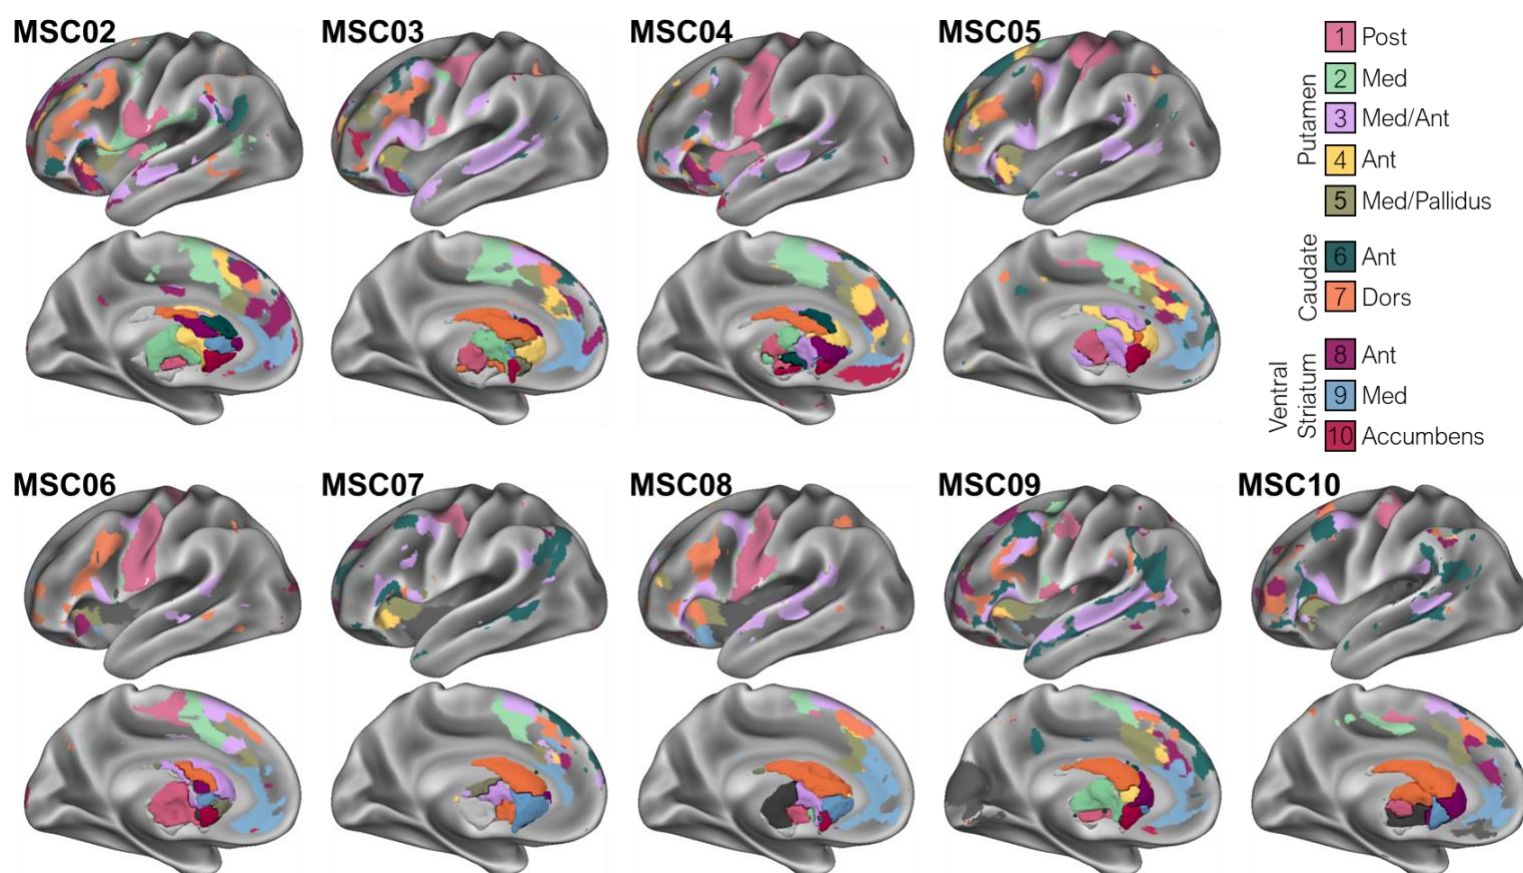 MSC02
MSC03
MSC04
MSC05
Putamen
1 Post
2 Med
3 Med/Ant
4 Ant
5 Med/Pallidus
Caudate
6 Ant
7 Dors
Ventral
Striatum
8 Ant
9 Med
10 Accumbens
MSC06
MSC07
MSC08
MSC09
MSC10